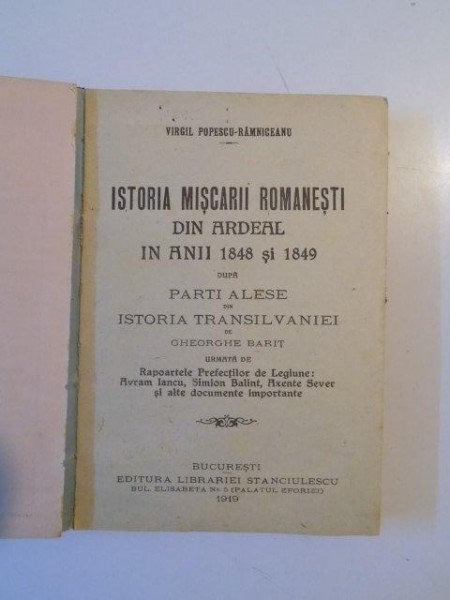 VIRGIL POPESCU-RÂMNICEANU
ISTORIA MIŞCARII ROMANEŞTI
DIN ARDEAL
IN ANII 1848 şi 1849
DUPĂ
PARTI ALESE
DIN
ISTORIA TRANSILVANIEI
DE
GHEORGHE BARIŢ
URMATĂ DE
Rapoartele Prefecţilor de Legiune:
Avram Iancu, Simion Balint, Axente Sever
şi alte documente importante
BUCUREŞTI
EDITURA LIBRARIEI STANCIULESCU
BUL. ELISABETA No 5 (PALATUL EFORIEI)
1919